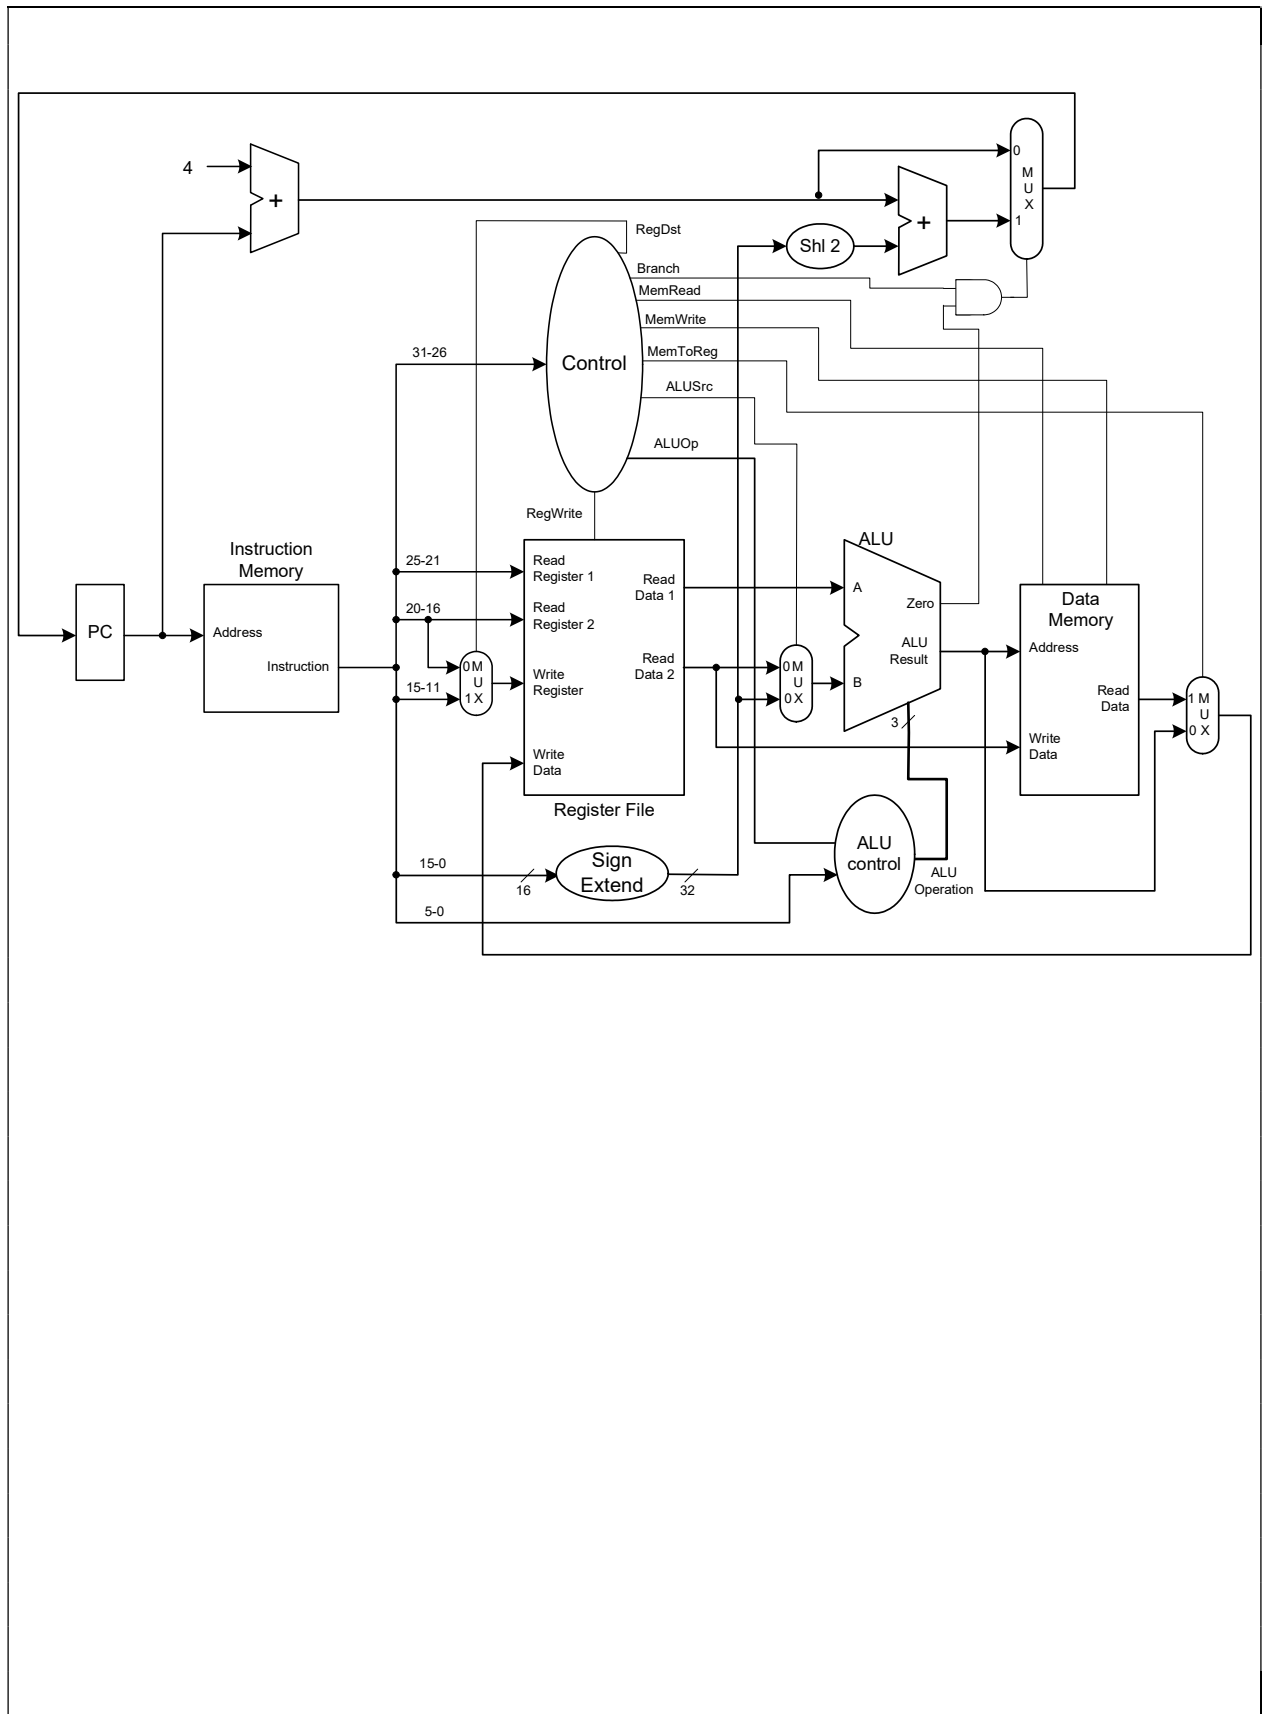 0
4
M
U
X
+
1
+
RegDst
Shl 2
Branch
MemRead
MemWrite
31-26
MemToReg
Control
ALUSrc
ALUOp
RegWrite
ALU
Instruction
Memory
25-21
Read
Register 1
Read
Data 1
A
Zero
Data
Memory
20-16
Read
Register 2
PC
Address
ALU
Result
Address
Instruction
Read
Data 2
0 M
U
1 X
0 M
U
0 X
15-11
Write
Register
B
Read
Data
1 M
U
0 X
3
Write
Data
Write
Data
Register File
ALU
control
15-0
16
Sign
Extend
32
ALU
Operation
5-0